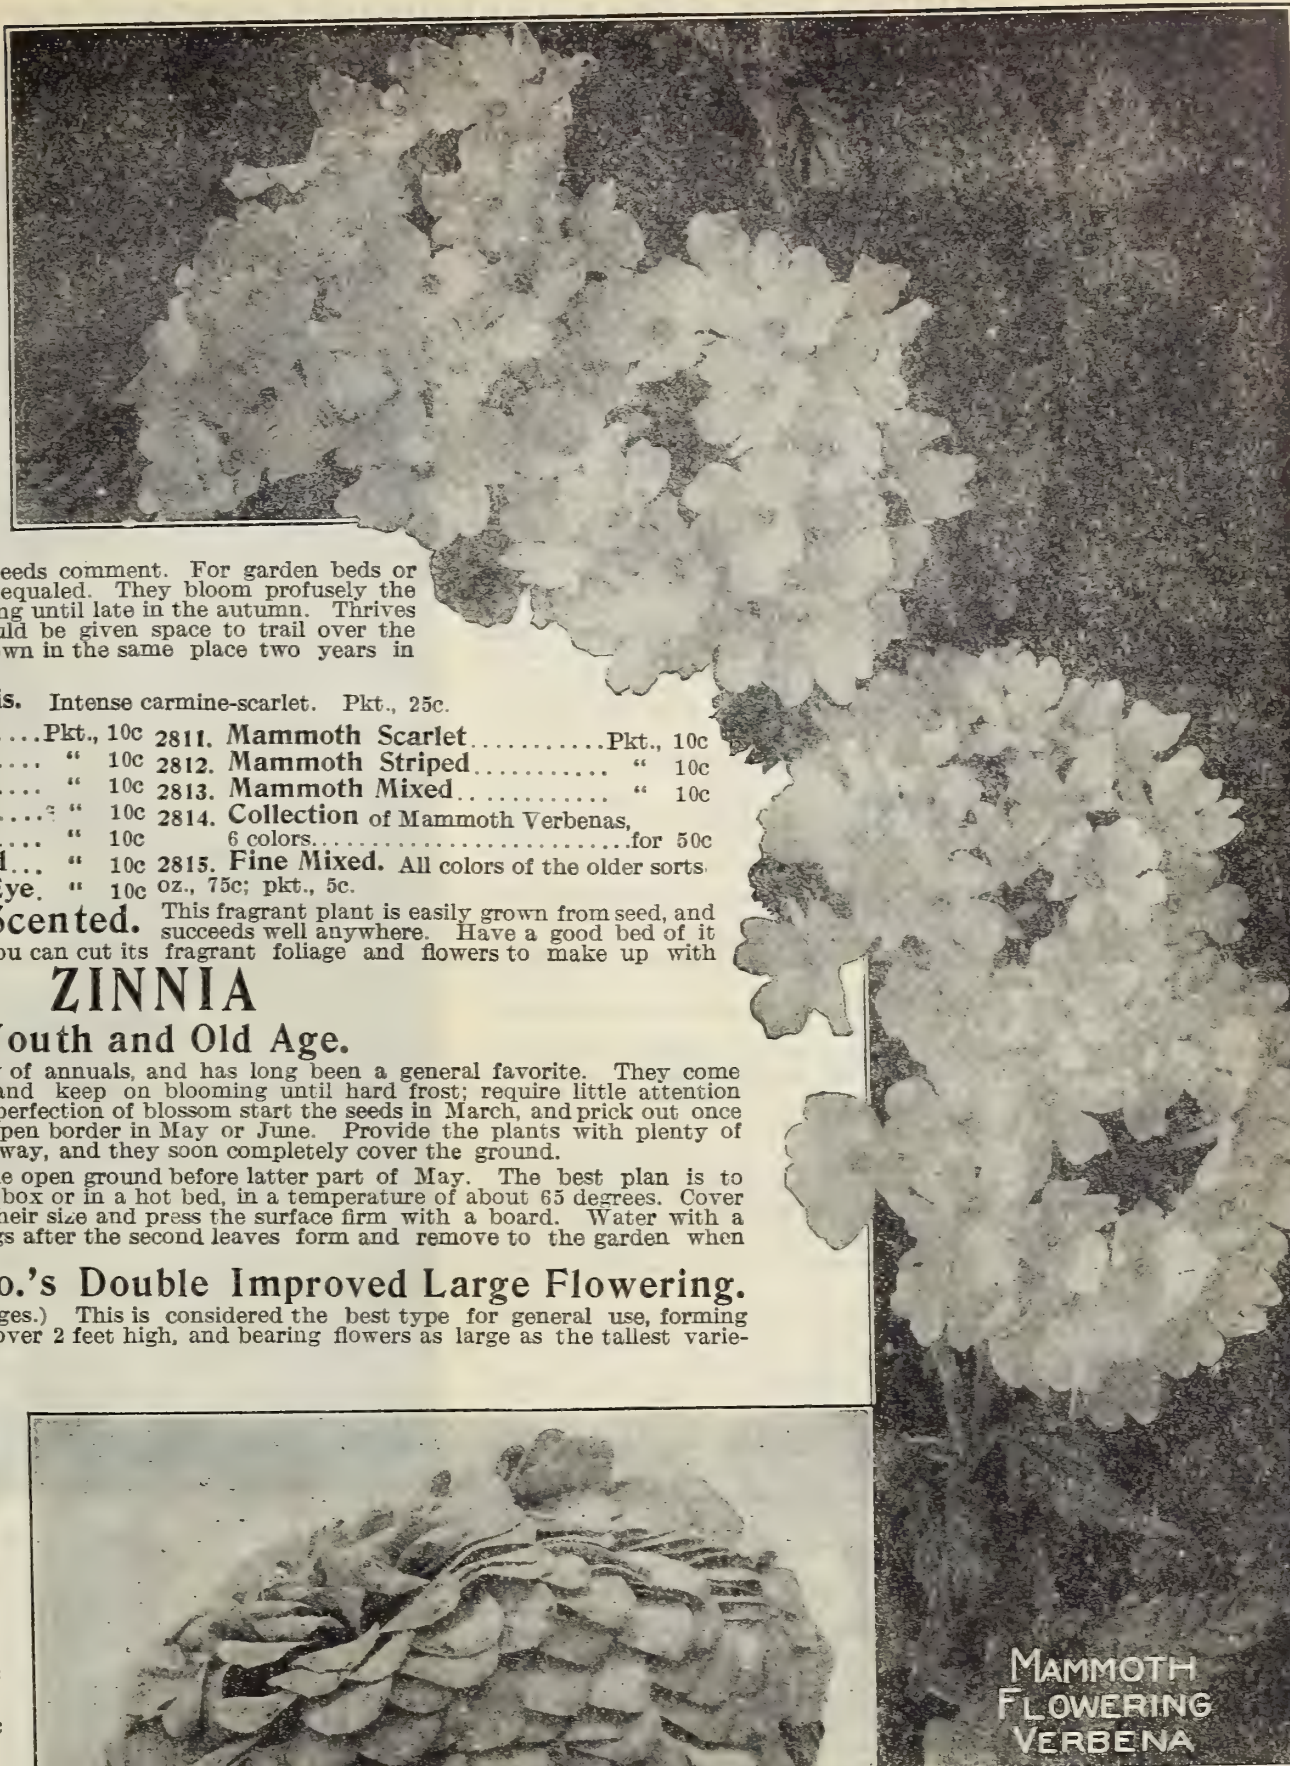 eeds comment. For garden beds or
equaled. They bloom profusely the
ng until late in the autumn. Thrives
uld be given space to trail over the
wn in the same place two years in
is. Intense carmine-scarlet. Pkt., 25c.
....Pkt., 10c
.... “ 10c
.... “ 10c
.... “ 10c
.... “ 10c
l... “ 10c
Eye. “ 10c
2811. Mammoth Scarlet...........Pkt., 10c
2812. Mammoth Striped........... “ 10c
2813. Mammoth Mixed............ “ 10c
2814. Collection of Mammoth Verbenas,
6 colors..........................for 50c
2815. Fine Mixed. All colors of the older sorts.
oz., 75c; pkt., 5c.
Scented. This fragrant plant is easily grown from seed, and
succeeds well anywhere. Have a good bed of it
ou can cut its fragrant foliage and flowers to make up with
ZINNIA
Youth and Old Age.
of annuals, and has long been a general favorite. They come
and keep on blooming until hard frost; require little attention
perfection of blossom start the seeds in March, and prick out once
pen border in May or June. Provide the plants with plenty of
way, and they soon completely cover the ground.
e open ground before latter part of May. The best plan is to
box or in a hot bed, in a temperature of about 65 degrees. Cover
heir size and press the surface firm with a board. Water with a
gs after the second leaves form and remove to the garden when
o.'s Double Improved Large Flowering.
ges.) This is considered the best type for general use, forming
over 2 feet high, and bearing flowers as large as the tallest varie-
MAMMOTH
FLOWERING
VERBENA